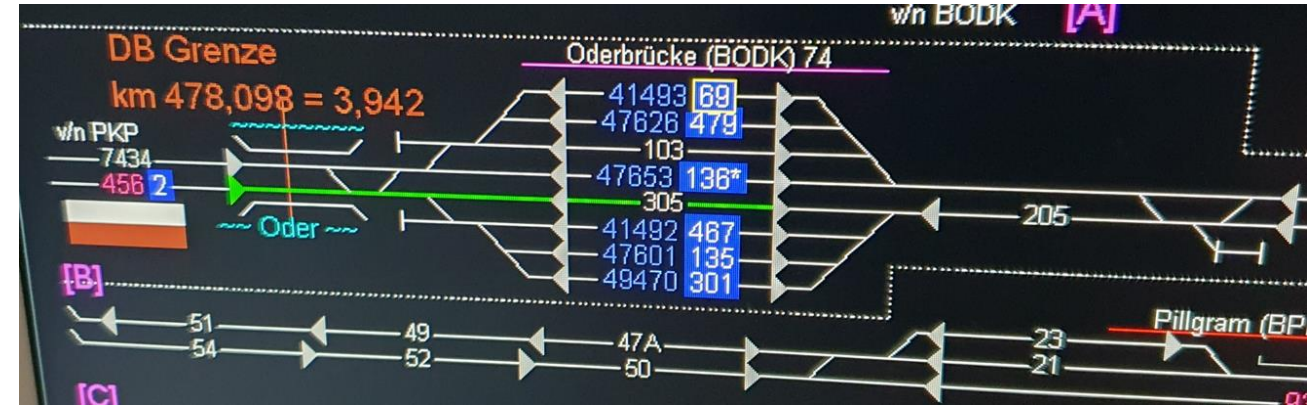 v/n BODK [A]
DB Grenze
km 478,098 = 3,942
Oderbrücke (BODK) 74
v/n PKP
7434
456 2
41493 69
47626 479
103
47653 136*
305
41492 467
47601 135
49470 301
205
~~ Oder ~~
[B]
51
49
47A
23
54
52
50
21
Pillgram (BP
[C]